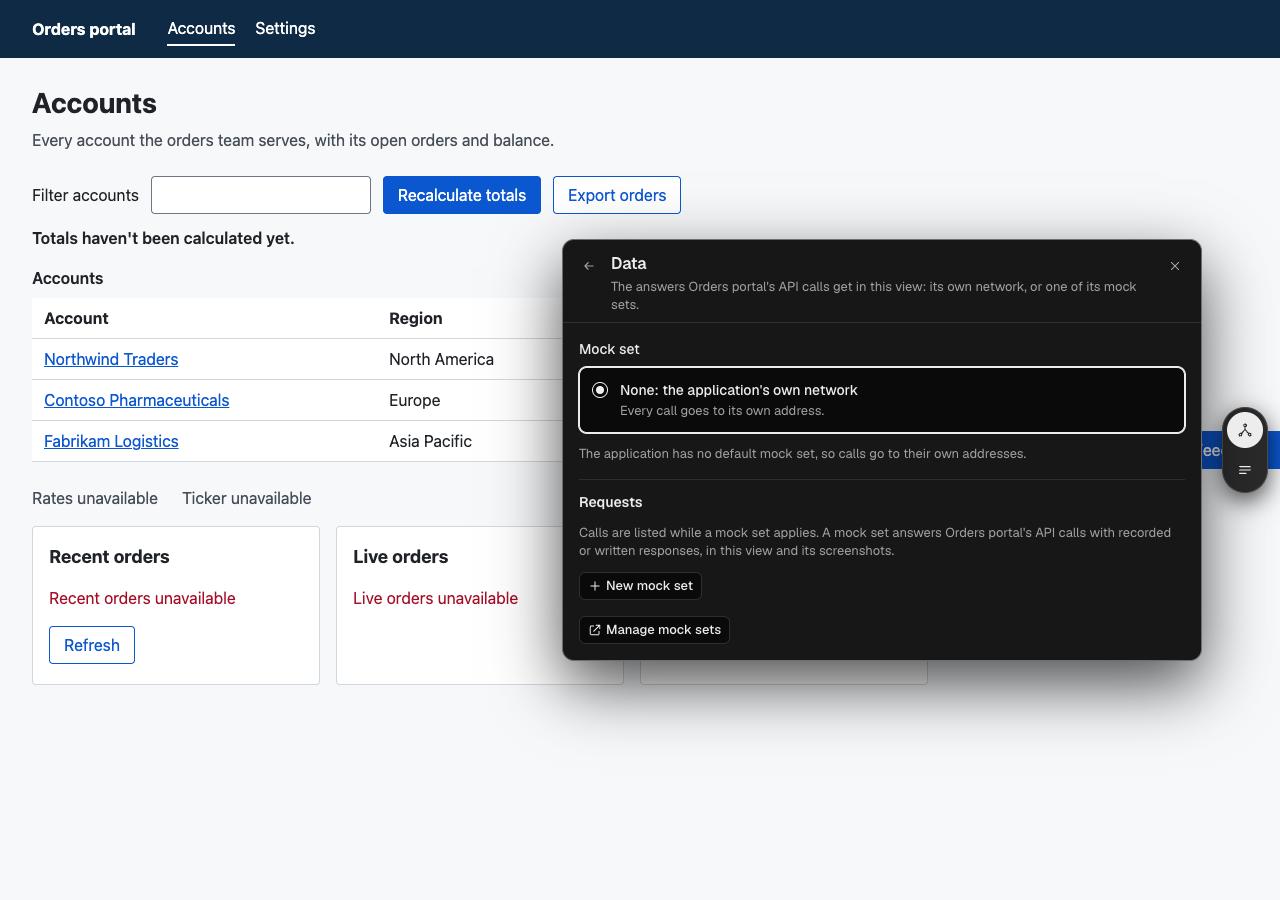 Orders portal
Accounts
Settings
Accounts
Every account the orders team serves, with its open orders and balance.
Filter accounts
Recalculate totals
Export orders
Totals haven't been calculated yet.
Accounts
Account
Region
Northwind Traders
North America
Contoso Pharmaceuticals
Europe
Fabrikam Logistics
Asia Pacific
Rates unavailable
Ticker unavailable
Recent orders
Recent orders unavailable
Refresh
Live orders
Live orders unavailable
Data
The answers Orders portal's API calls get in this view: its own network, or one of its mock
sets.
Mock set
None: the application's own network
Every call goes to its own address.
The application has no default mock set, so calls go to their own addresses.
Requests
Calls are listed while a mock set applies. A mock set answers Orders portal's API calls with recorded
or written responses, in this view and its screenshots.
New mock set
Manage mock sets